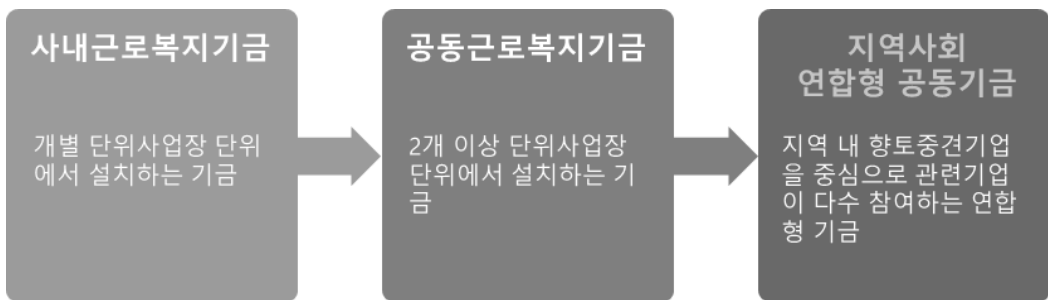 사내근로복지기금
개별 단위사업장 단위
에서 설치하는 기금
공동근로복지기금
2개 이상 단위사업장
단위에서 설치하는 기
금
지역사회
연합형 공동기금
지역 내 향토중견기업
을 중심으로 관련기업
이 다수 참여하는 연합
형 기금